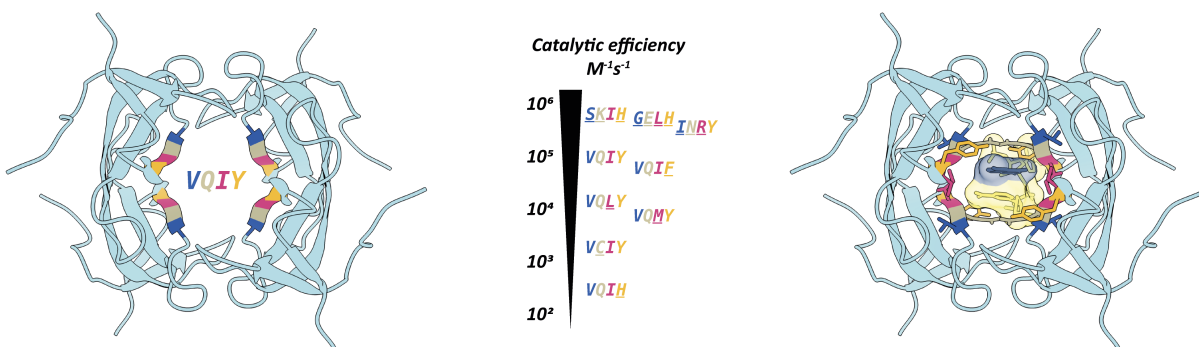 VQIY
Catalytic efficiency
M⁻¹s⁻¹
10⁶
SKIH GELH INRY
10⁵
VQIY VQIF
10⁴
VQLY VQMY
10³
VCIY
VQIH
10²